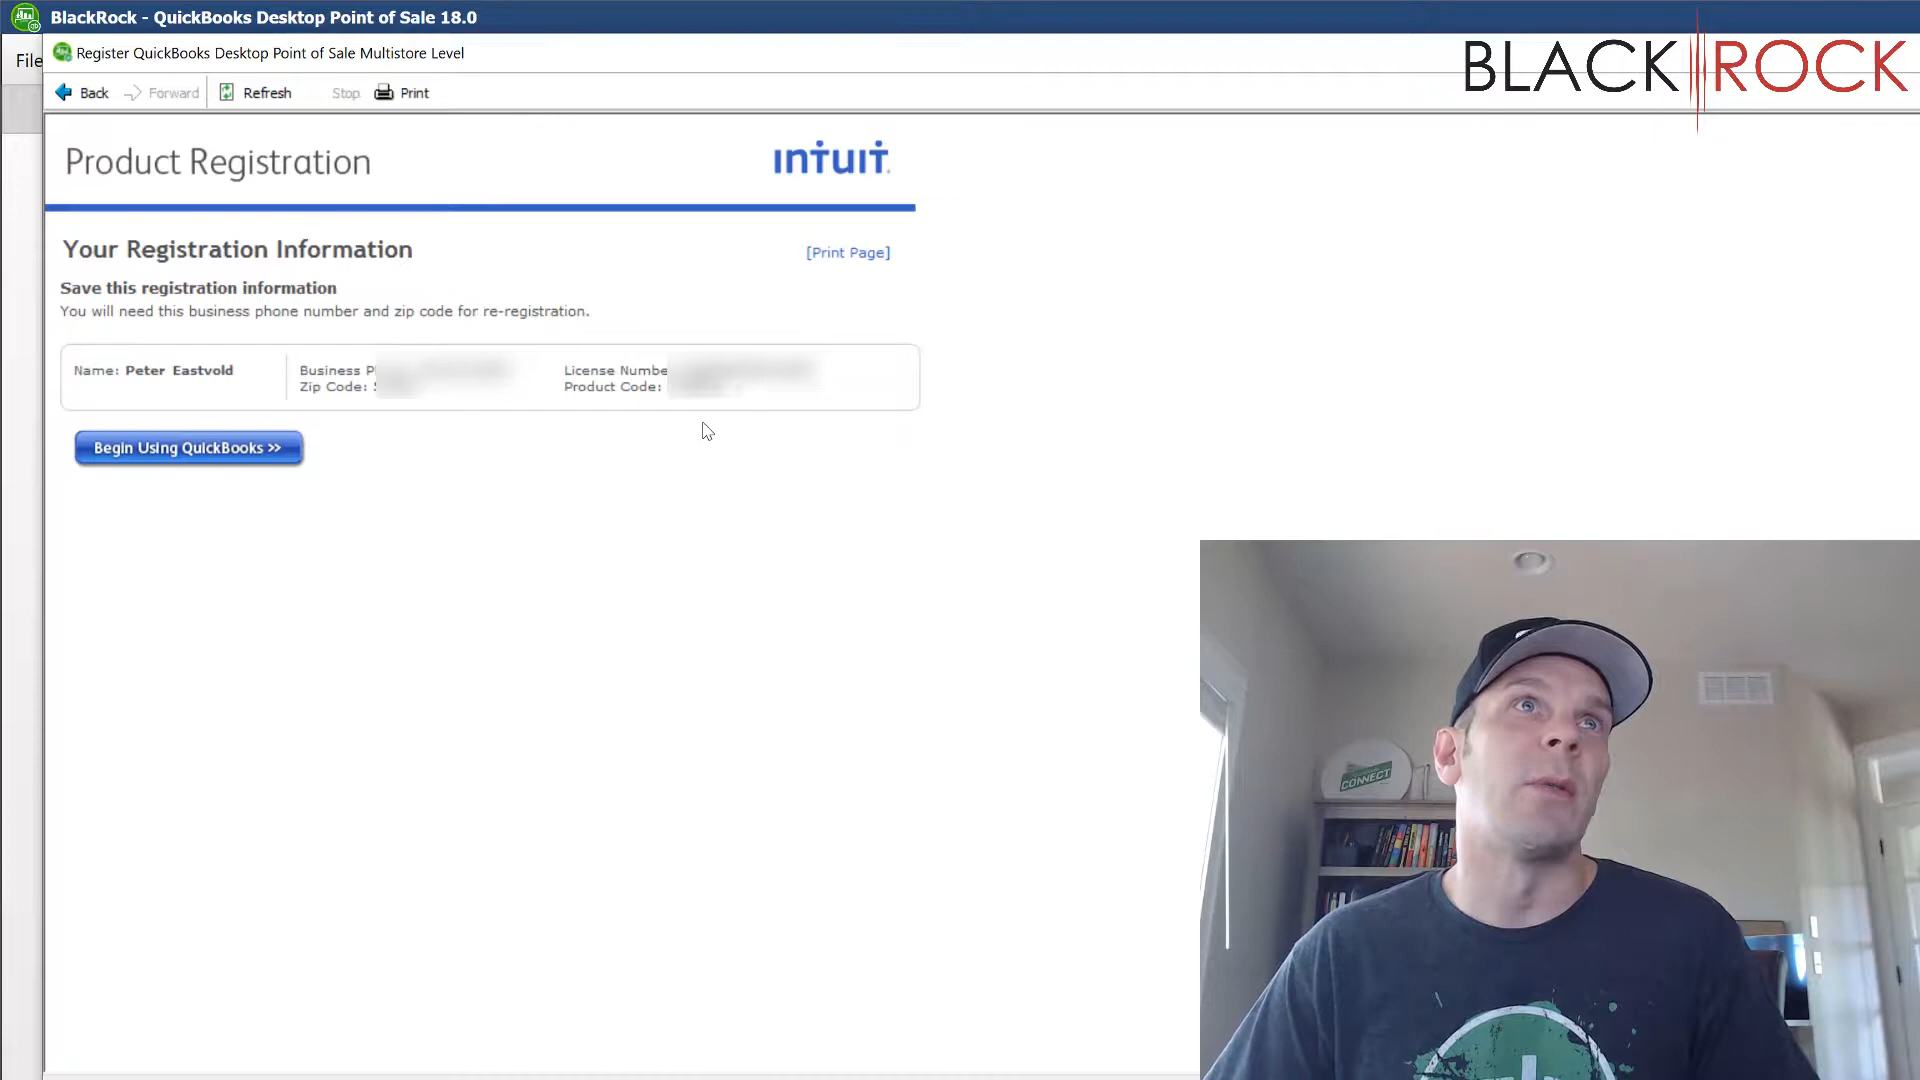 BlackRock - QuickBooks Desktop Point of Sale 18.0
File
Register QuickBooks Desktop Point of Sale Multistore Level
BLACK ROCK
Back Forward Refresh Stop Print
Product Registration
intuit.
Your Registration Information
[Print Page]
Save this registration information
You will need this business phone number and zip code for re-registration.
Name: Peter Eastvold
Business P
Zip Code:
License Numbe
Product Code:
Begin Using QuickBooks >>
CONNECT